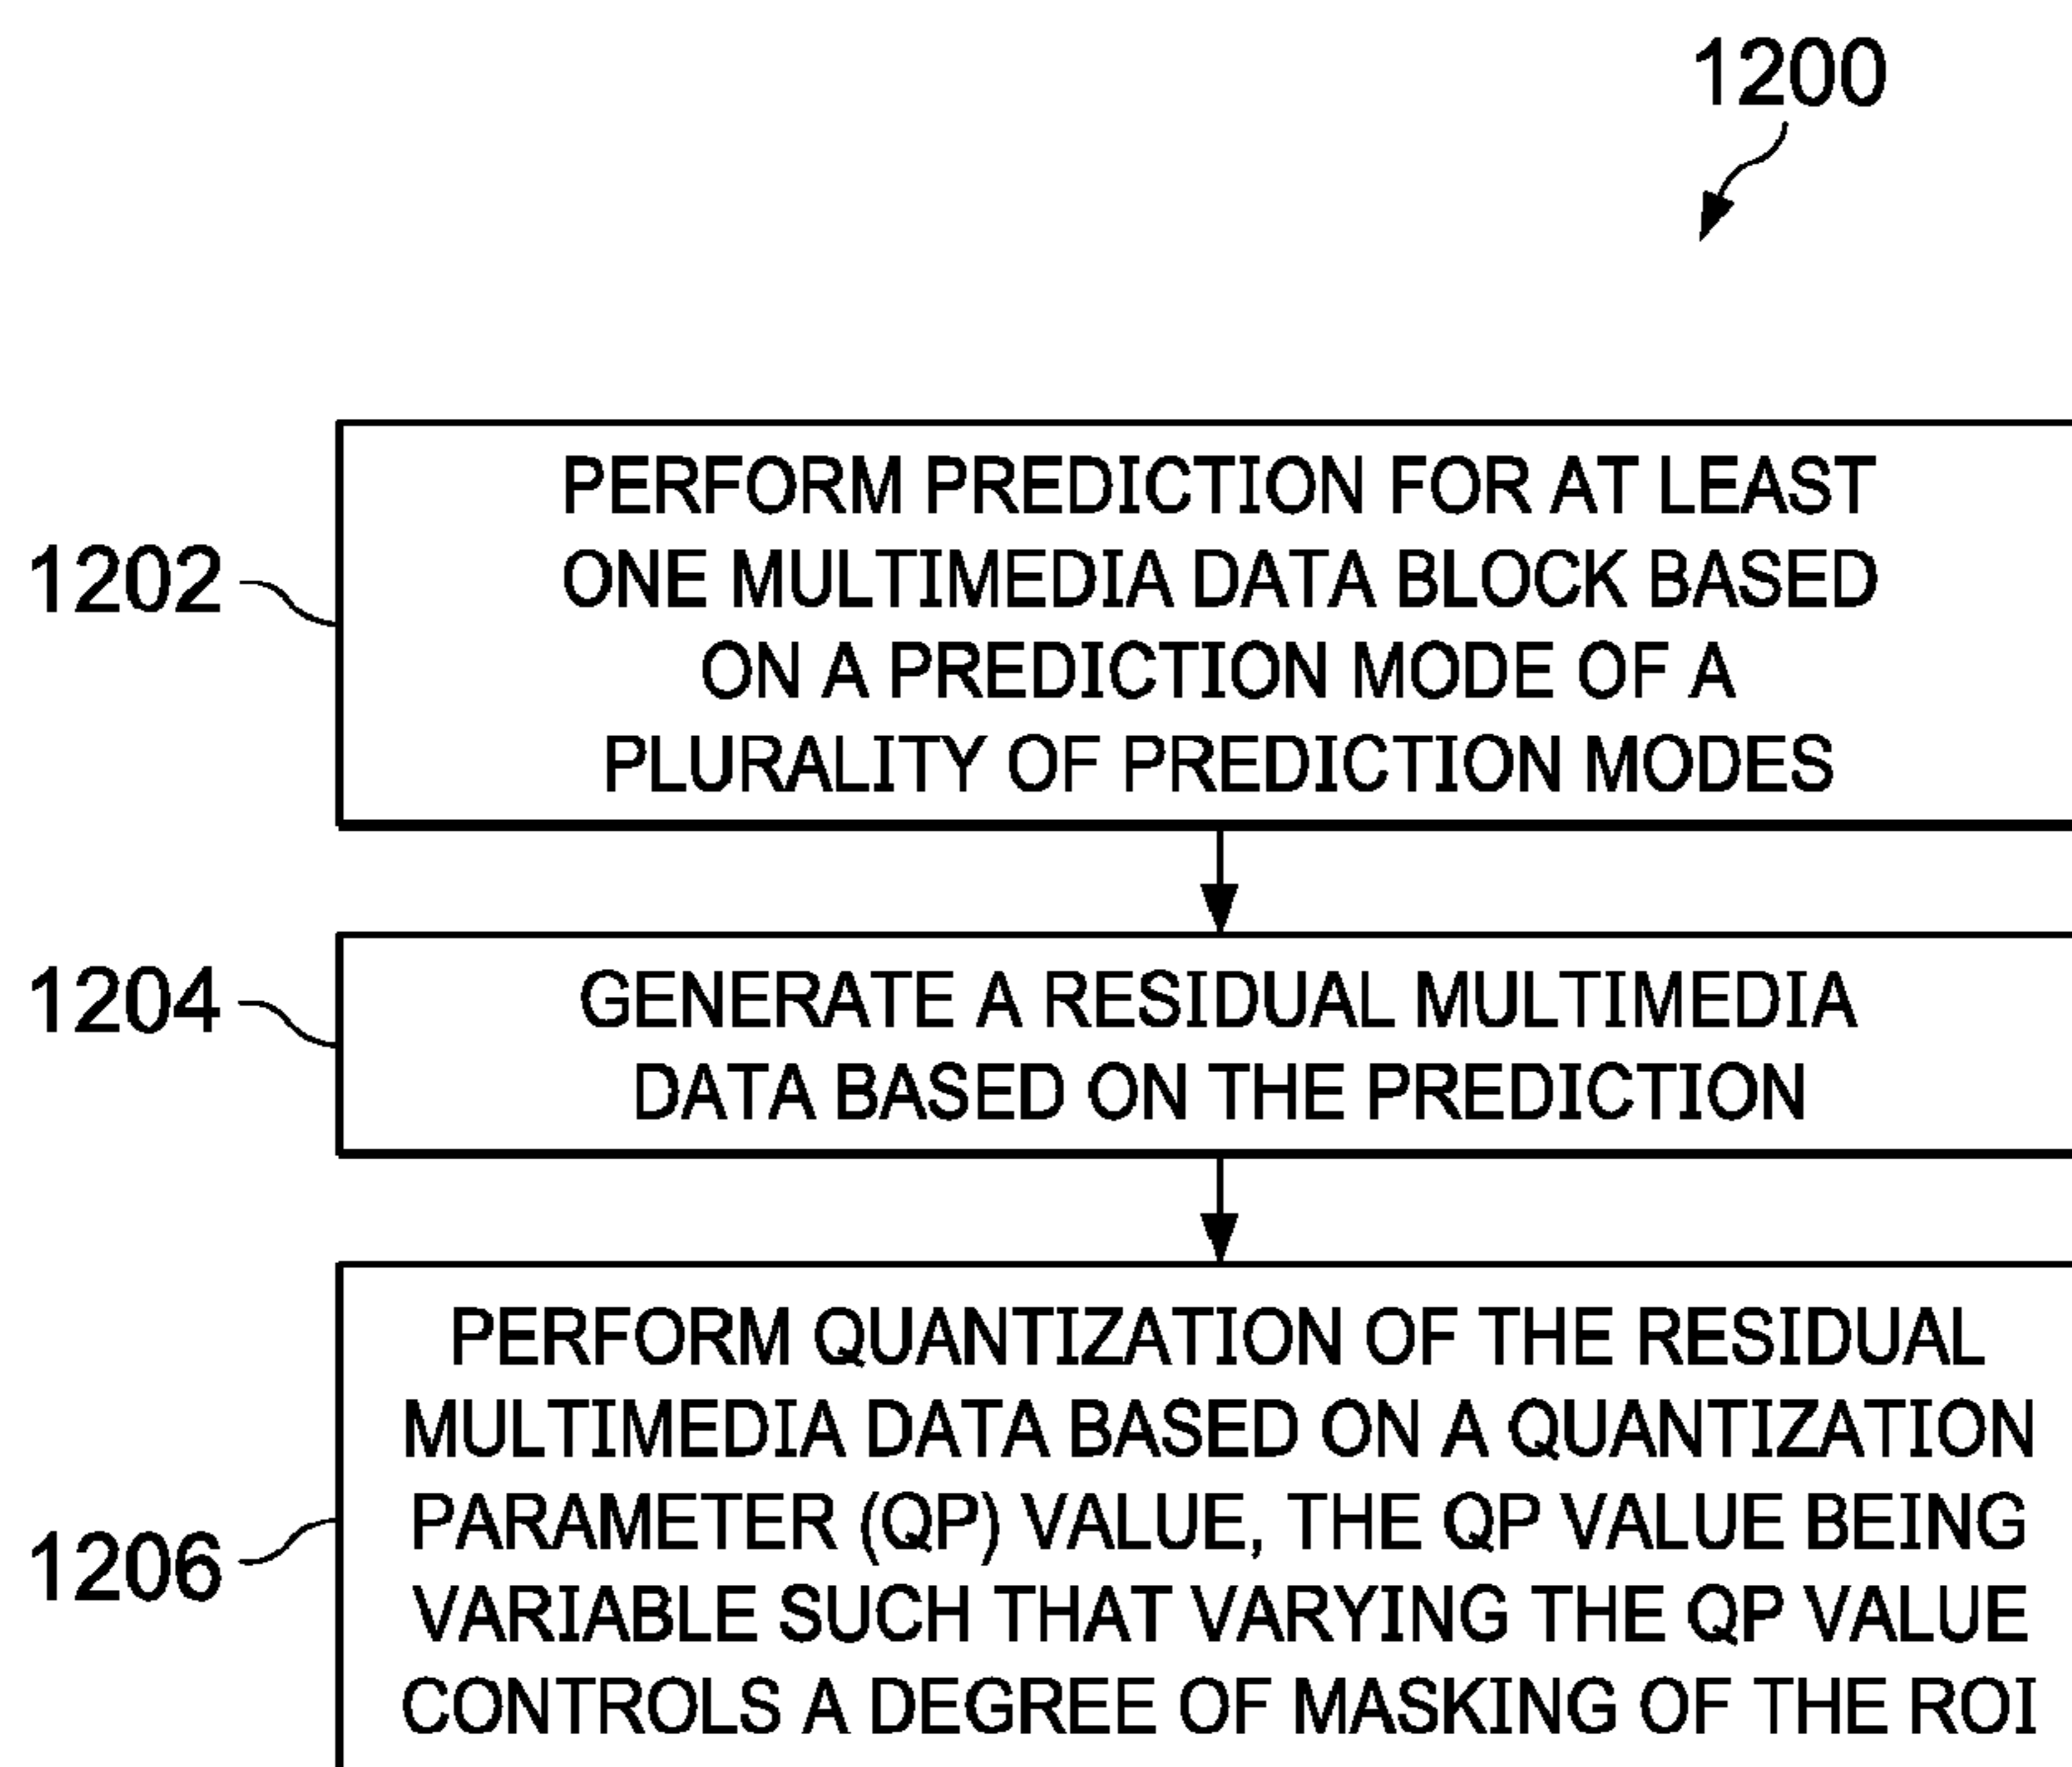 1200
1202
PERFORM PREDICTION FOR AT LEAST
ONE MULTIMEDIA DATA BLOCK BASED
ON A PREDICTION MODE OF A
PLURALITY OF PREDICTION MODES
1204
GENERATE A RESIDUAL MULTIMEDIA
DATA BASED ON THE PREDICTION
1206
PERFORM QUANTIZATION OF THE RESIDUAL
MULTIMEDIA DATA BASED ON A QUANTIZATION
PARAMETER (QP) VALUE, THE QP VALUE BEING
VARIABLE SUCH THAT VARYING THE QP VALUE
CONTROLS A DEGREE OF MASKING OF THE ROI